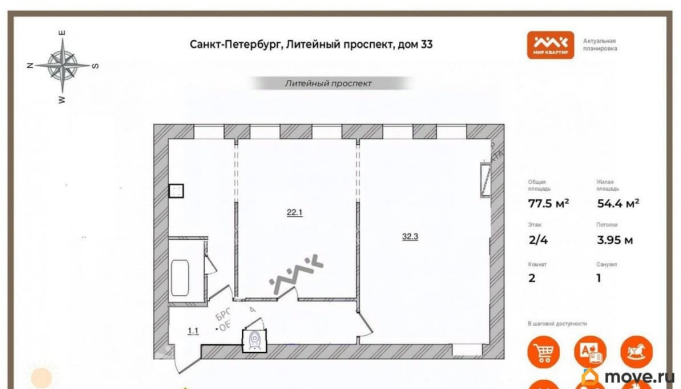 Санкт-Петербург, Литейный проспект, дом 33
МИР КВАРТИР
Актуальная
планировка
Литейный проспект
N
E
S
W
22.1
32.3
1.1
Общая
площадь
Жилая
площадь
77.5 м²
54.4 м²
Этаж
Потолки
2/4
3.95 м
Комнат
Санузел
2
1
В шаговой доступности
move.ru